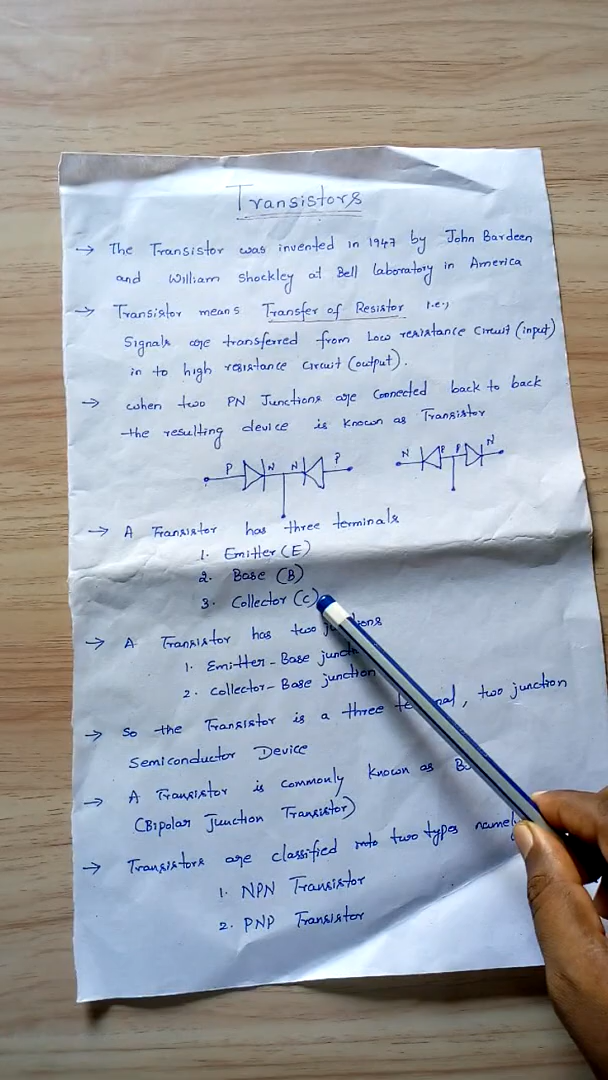 Transistors
→ The Transistor was invented in 1947 by John Bardeen
and William Shockley at Bell laboratory in America
→ Transistor means Transfer of Resistor i.e.,
Signals are transferred from Low resistance circuit (input)
in to high resistance circuit (output).
→ when two PN Junctions are connected back to back
the resulting device is known as Transistor
P N N P N P P N
→ A Transistor has three terminals
1. Emitter (E)
2. Base (B)
3. Collector (C)
→ A Transistor has two
1. Emitter - Base
2. Collector - Base junction
→ So the Transistor is a three , two junction
Semiconductor Device
→ A Transistor is commonly known as
(Bipolar Junction Transistor)
→ Transistors are classified into two types namely
1. NPN Transistor
2. PNP Transistor